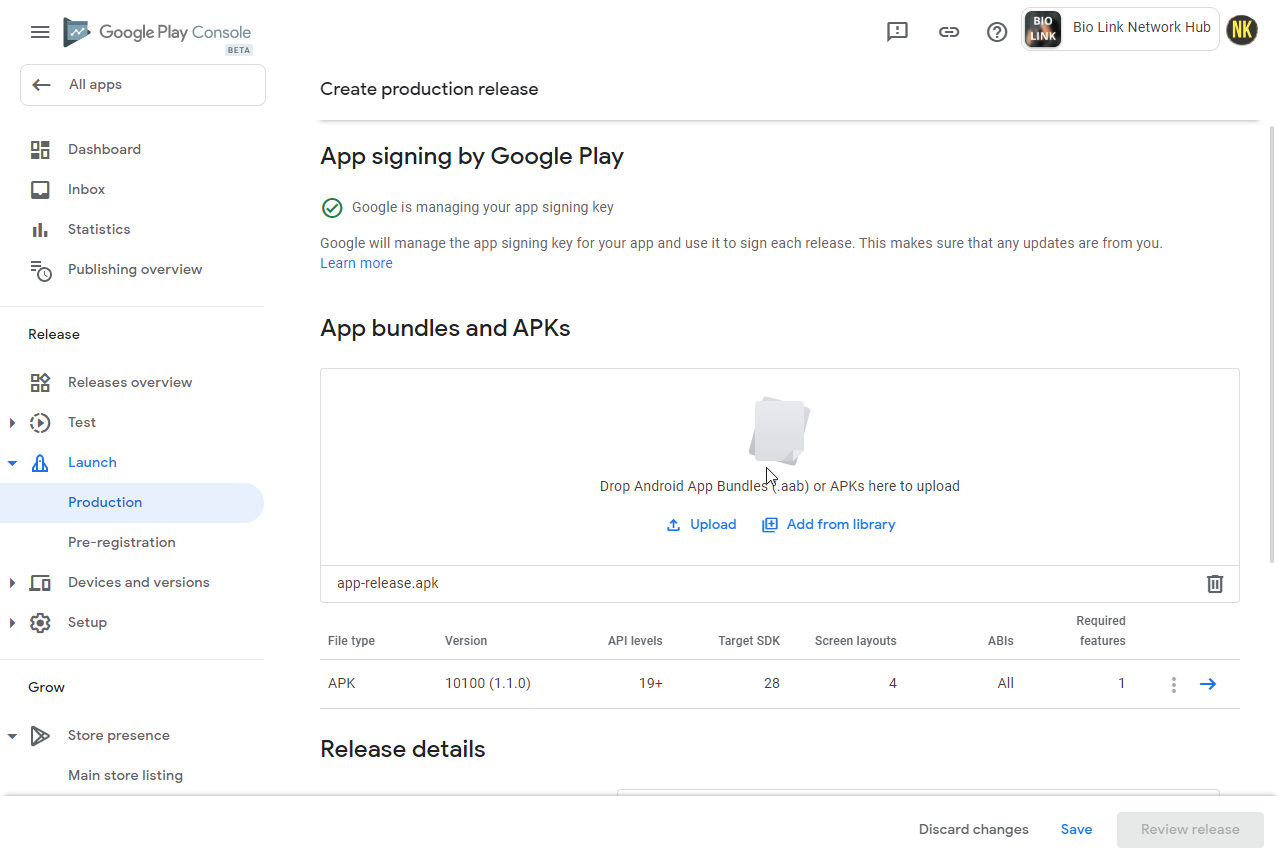 Google Play Console
BETA
BIO
LINK
Bio Link Network Hub
NK
All apps
Dashboard
Inbox
Statistics
Publishing overview
Release
Releases overview
Test
Launch
Production
Pre-registration
Devices and versions
Setup
Grow
Store presence
Main store listing
Create production release
App signing by Google Play
Google is managing your app signing key
Google will manage the app signing key for your app and use it to sign each release. This makes sure that any updates are from you.
Learn more
App bundles and APKs
Drop Android App Bundles (.aab) or APKs here to upload
Upload
Add from library
app-release.apk
File type Version API levels Target SDK Screen layouts ABIs Required features
APK 10100 (1.1.0) 19+ 28 4 All 1
Release details
Discard changes
Save
Review release